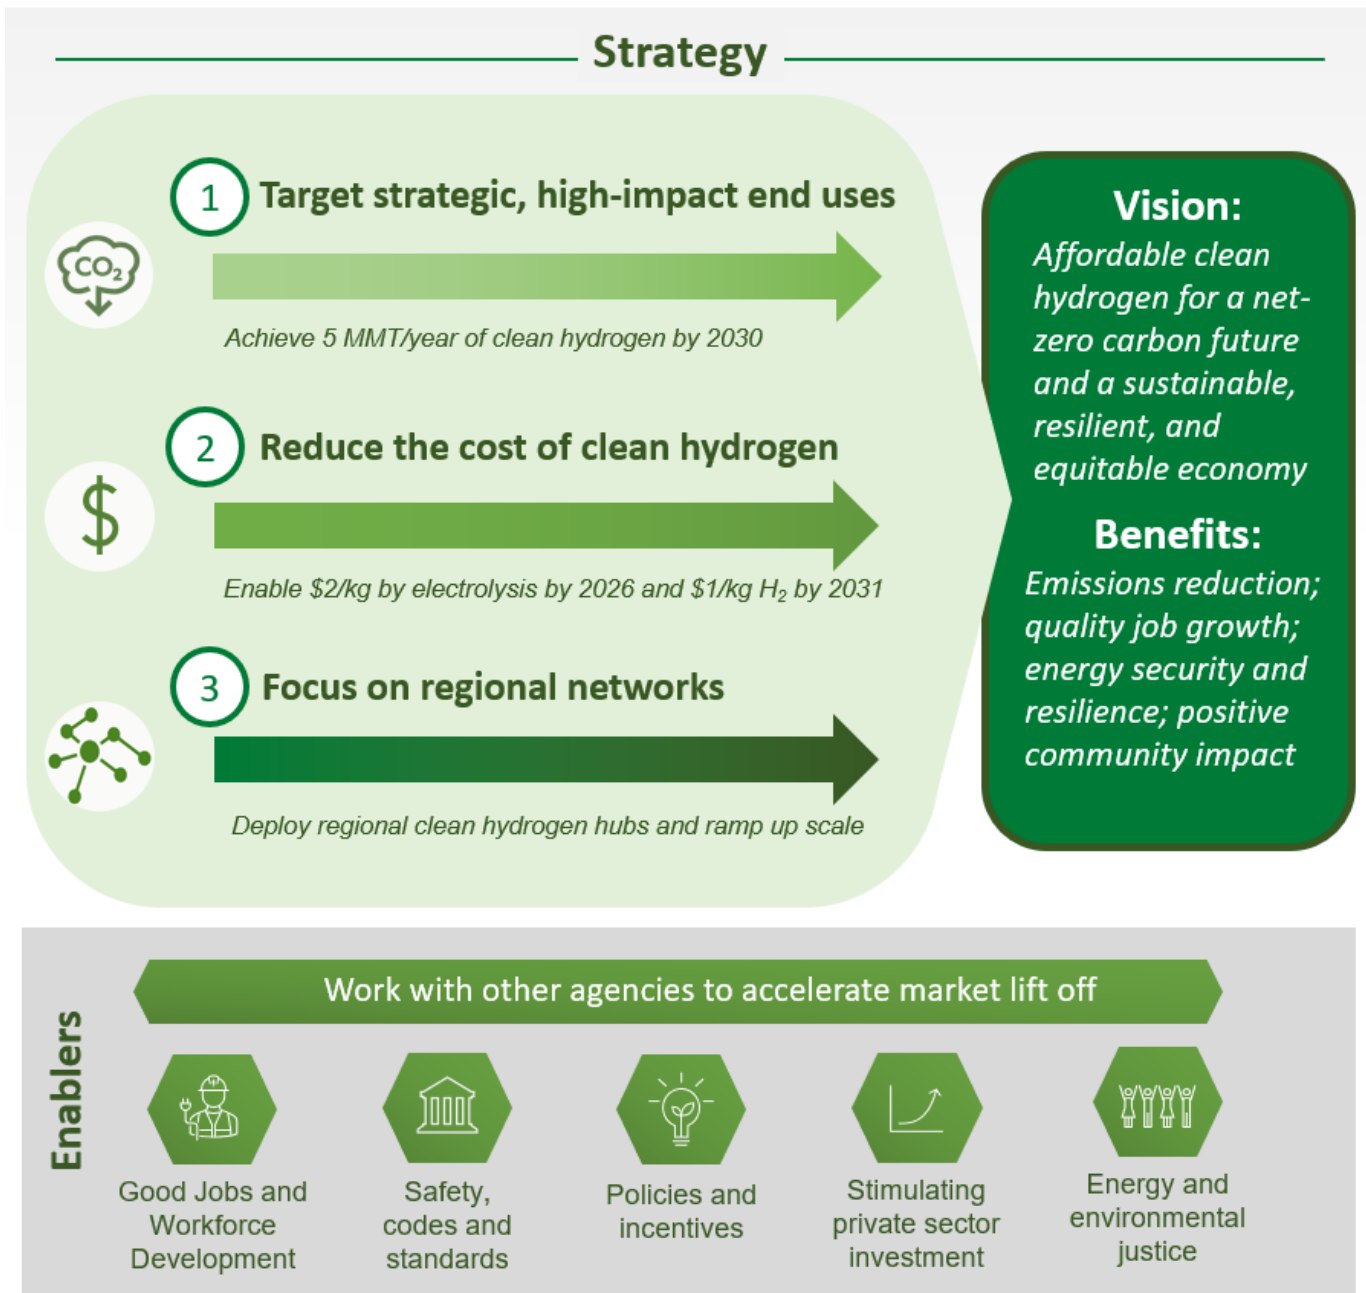 Strategy
1
Target strategic, high-impact end uses
CO₂
Achieve 5 MMT/year of clean hydrogen by 2030
2
Reduce the cost of clean hydrogen
$
Enable $2/kg by electrolysis by 2026 and $1/kg H₂ by 2031
3
Focus on regional networks
Deploy regional clean hydrogen hubs and ramp up scale
Vision:
Affordable clean
hydrogen for a net-
zero carbon future
and a sustainable,
resilient, and
equitable economy
Benefits:
Emissions reduction;
quality job growth;
energy security and
resilience; positive
community impact
Enablers
Work with other agencies to accelerate market lift off
Good Jobs and
Workforce
Development
Safety,
codes and
standards
Policies and
incentives
Stimulating
private sector
investment
Energy and
environmental
justice